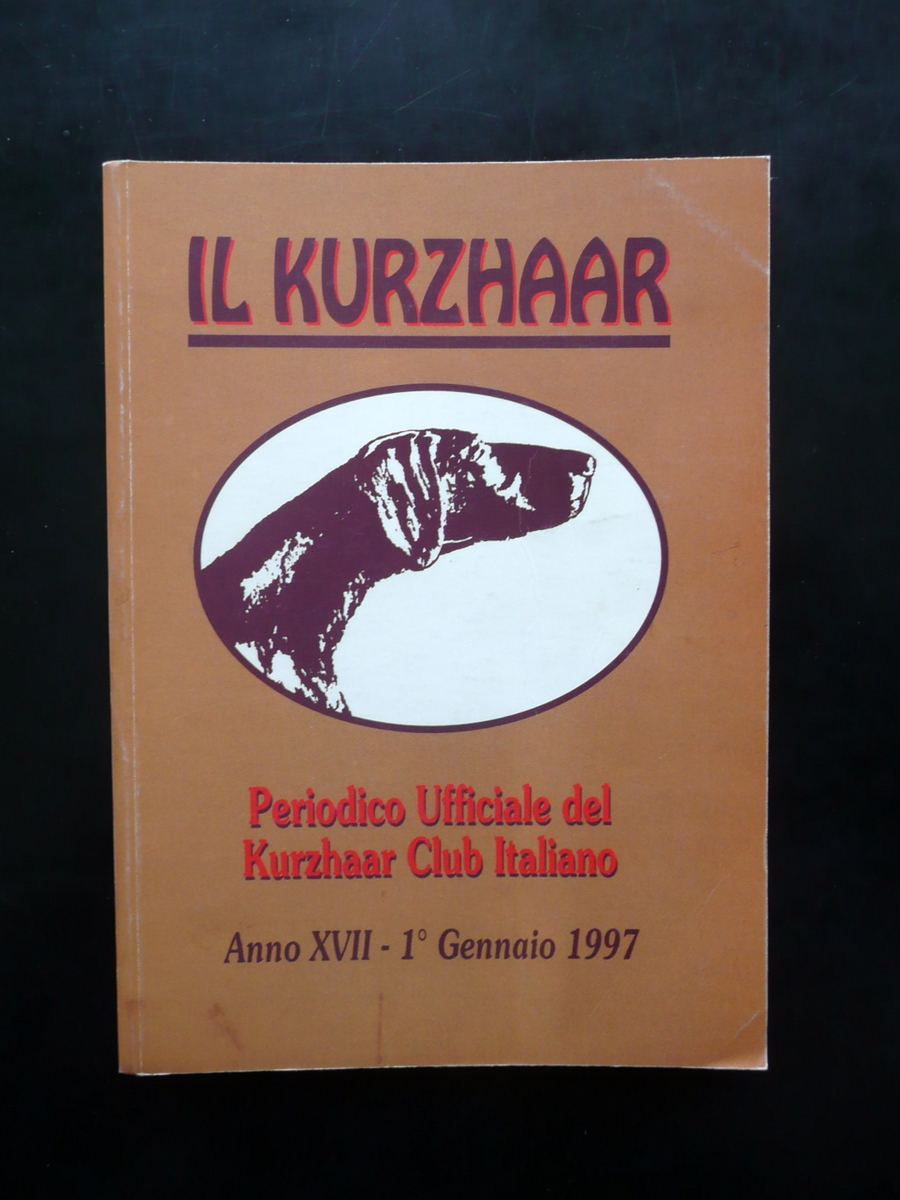 IL KURZHAAR
Periodico Ufficiale del
Kurzhaar Club Italiano
Anno XVII - 1° Gennaio 1997